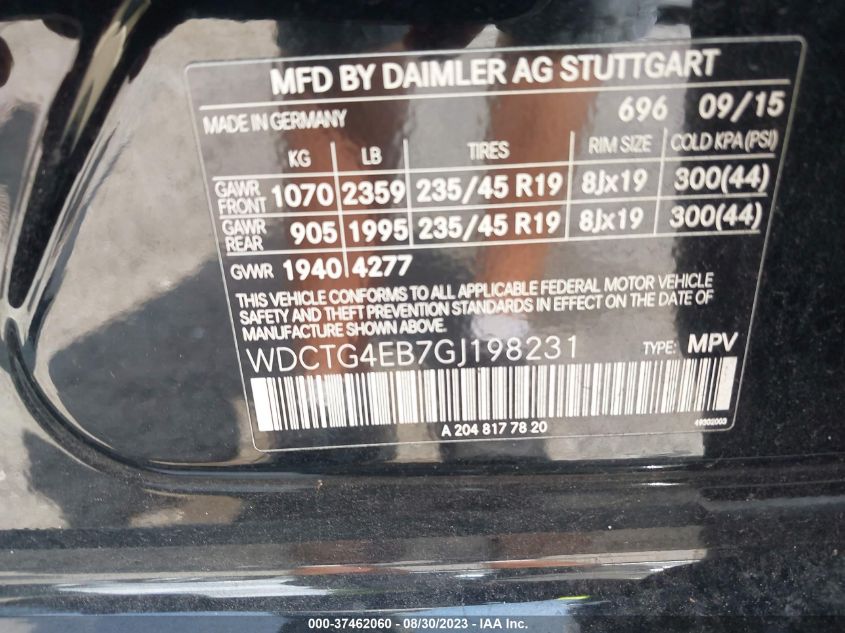 MFD BY DAIMLER AG STUTTGART
MADE IN GERMANY 696 09/15
KG LB TIRES RIM SIZE COLD KPA(PSI)
GAWR FRONT 1070 2359 235/45 R19 8Jx19 300(44)
GAWR REAR 905 1995 235/45 R19 8Jx19 300(44)
GVWR 1940 4277
THIS VEHICLE CONFORMS TO ALL APPLICABLE FEDERAL MOTOR VEHICLE
SAFETY AND THEFT PREVENTION STANDARDS IN EFFECT ON THE DATE OF
MANUFACTURE SHOWN ABOVE.
WDCTG4EB7GJ198231 TYPE: MPV
A 204 817 78 20 49302003
000-37462060 - 08/30/2023 - IAAI.COM